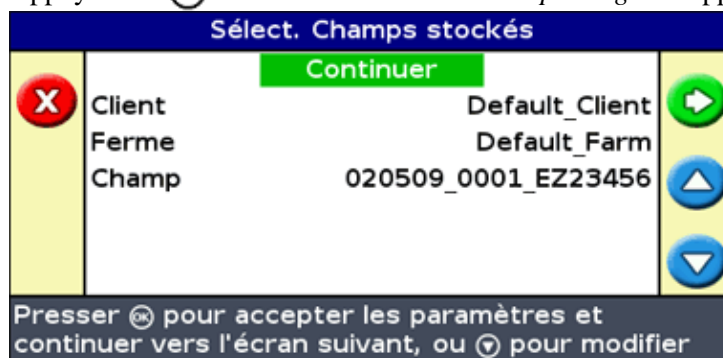 Sélect. Champs stockés
Continuer
Client Default_Client
Ferme Default_Farm
Champ 020509_0001_EZ23456
Presser OK pour accepter les paramètres et
continuer vers l'écran suivant, ou pour modifier